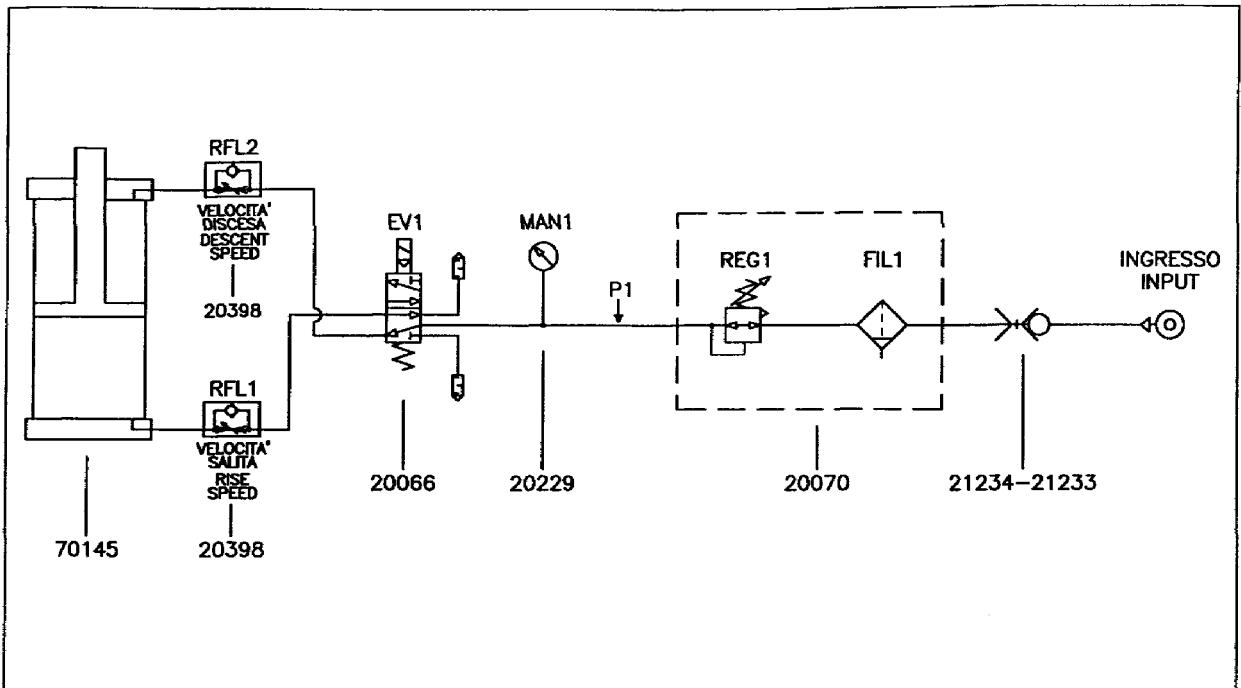 RFL2
VELOCITA'
DISCESA
DESCENT
SPEED
20398
EV1
MAN1
P1
REG1
FIL1
INGRESSO
INPUT
RFL1
VELOCITA'
SALITA
RISE
SPEED
20398
70145
20066
20229
20070
21234-21233